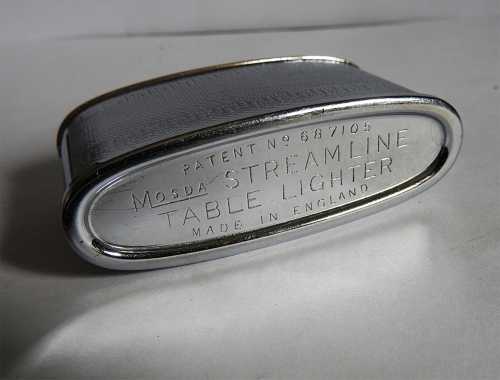 PATENT No 687105
MOSDA STREAMLINE
TABLE LIGHTER
MADE IN ENGLAND